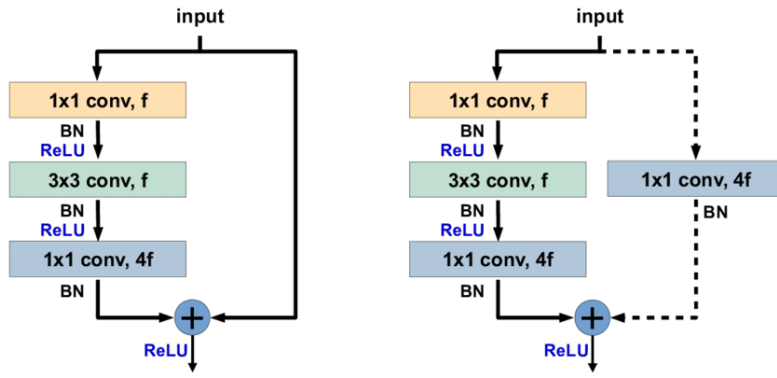 input
1x1 conv, f
BN
ReLU
3x3 conv, f
BN
ReLU
1x1 conv, 4f
BN
+
ReLU
input
1x1 conv, f
BN
ReLU
3x3 conv, f
BN
ReLU
1x1 conv, 4f
BN
1x1 conv, 4f
BN
+
ReLU